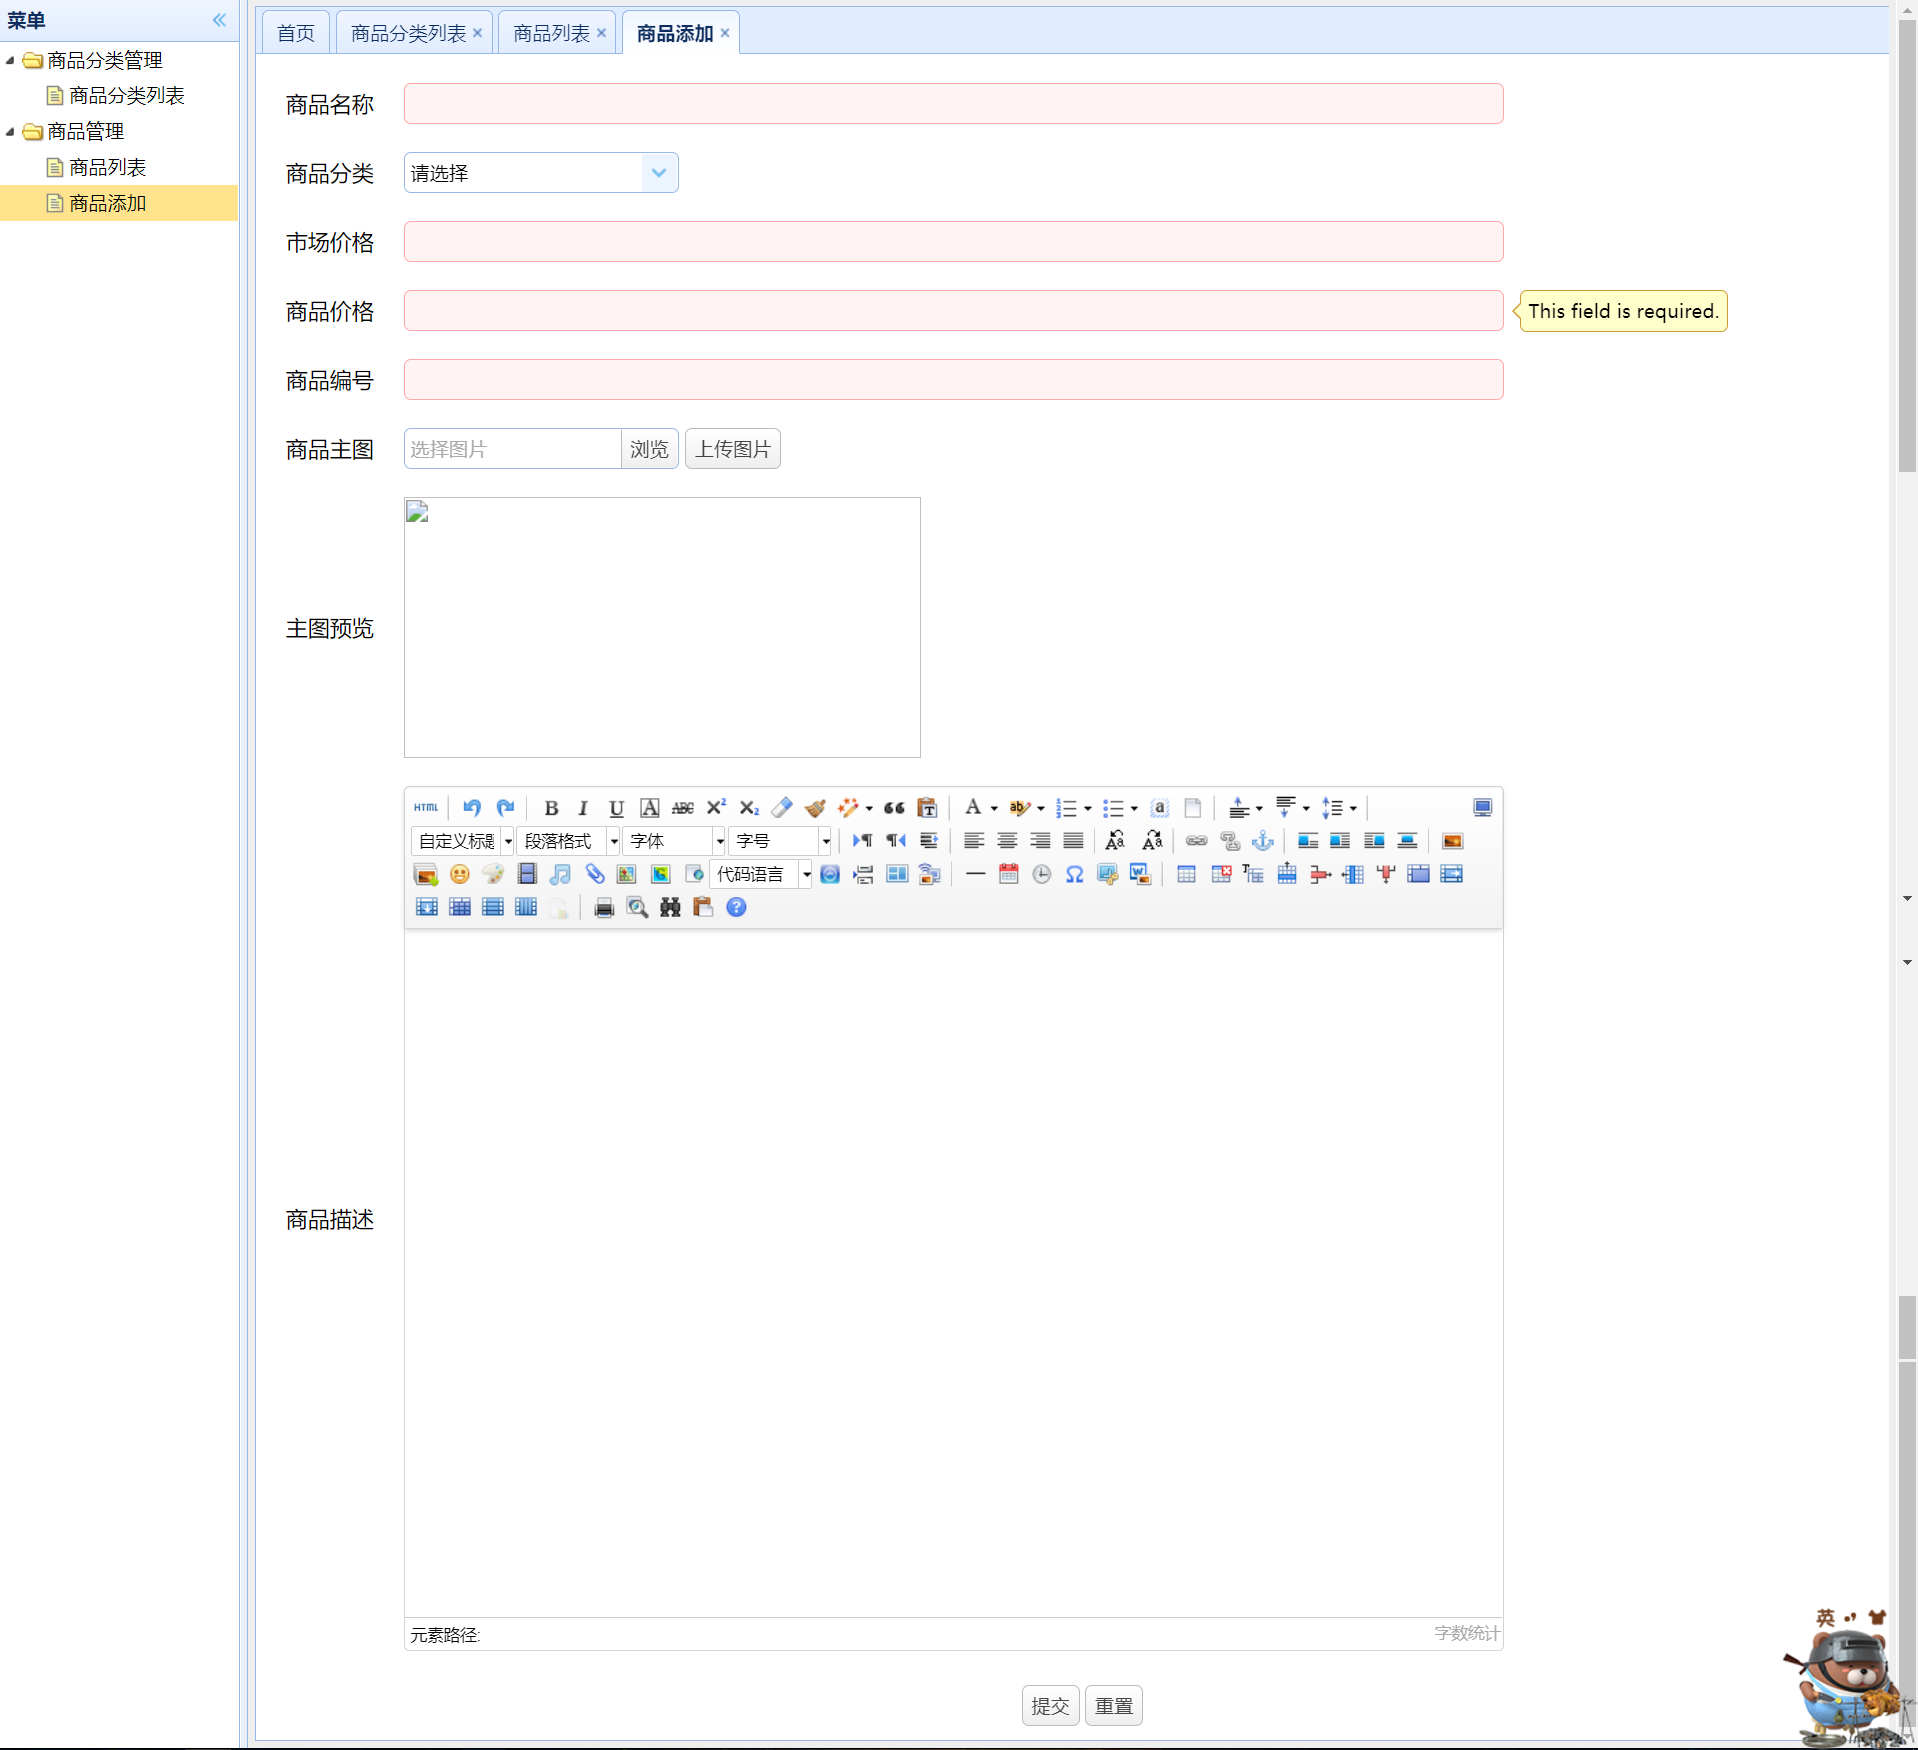 菜单
商品分类管理
商品分类列表
商品管理
商品列表
商品添加
首页 商品分类列表 × 商品列表 × 商品添加 ×
商品名称
商品分类 请选择
市场价格
商品价格 This field is required.
商品编号
商品主图 选择图片 浏览 上传图片
主图预览
HTML B I U A ABC X² X₂ A ab a
自定义标题 段落格式 字体 字号
代码语言
商品描述
元素路径: 字数统计
提交 重置
英